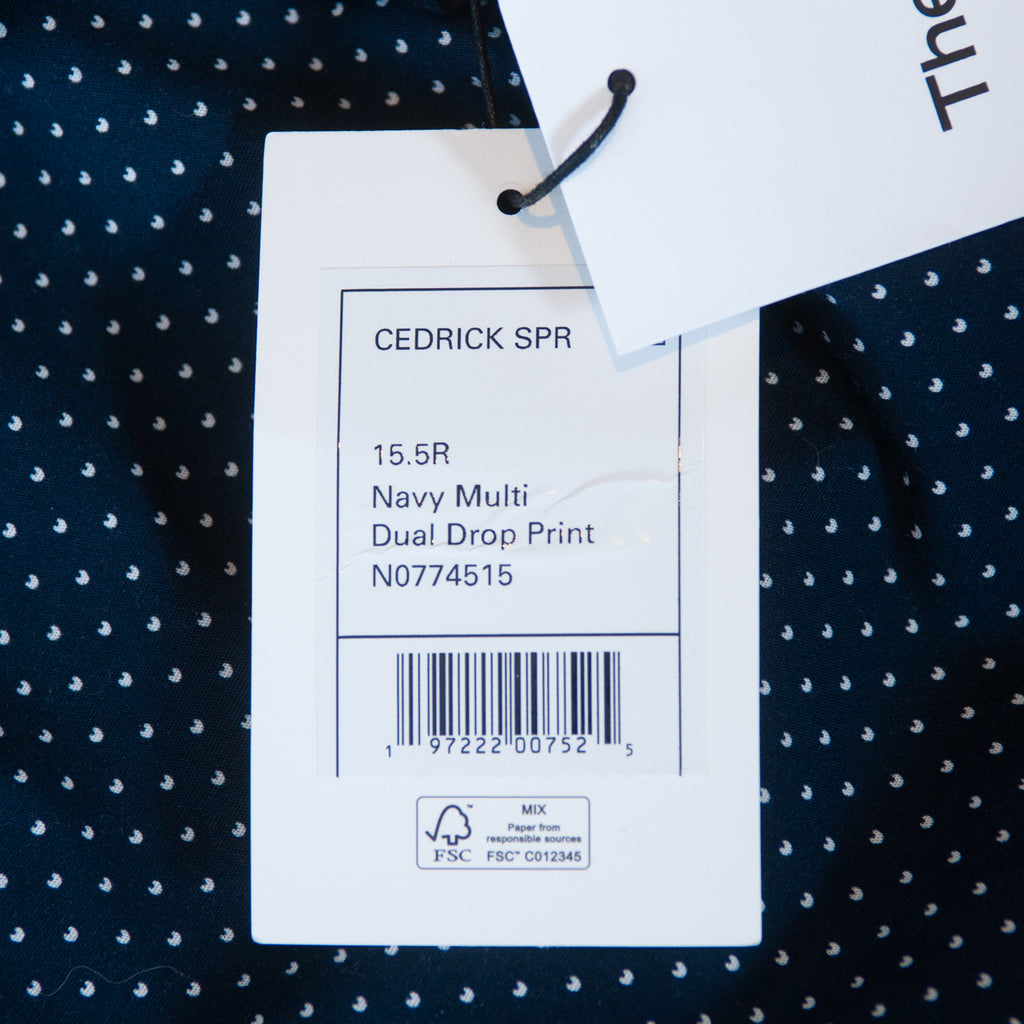 The
CEDRICK SPR
15.5R
Navy Multi
Dual Drop Print
N0774515
1 97222 00752 5
FSC
MIX
Paper from
responsible sources
FSC™ C012345